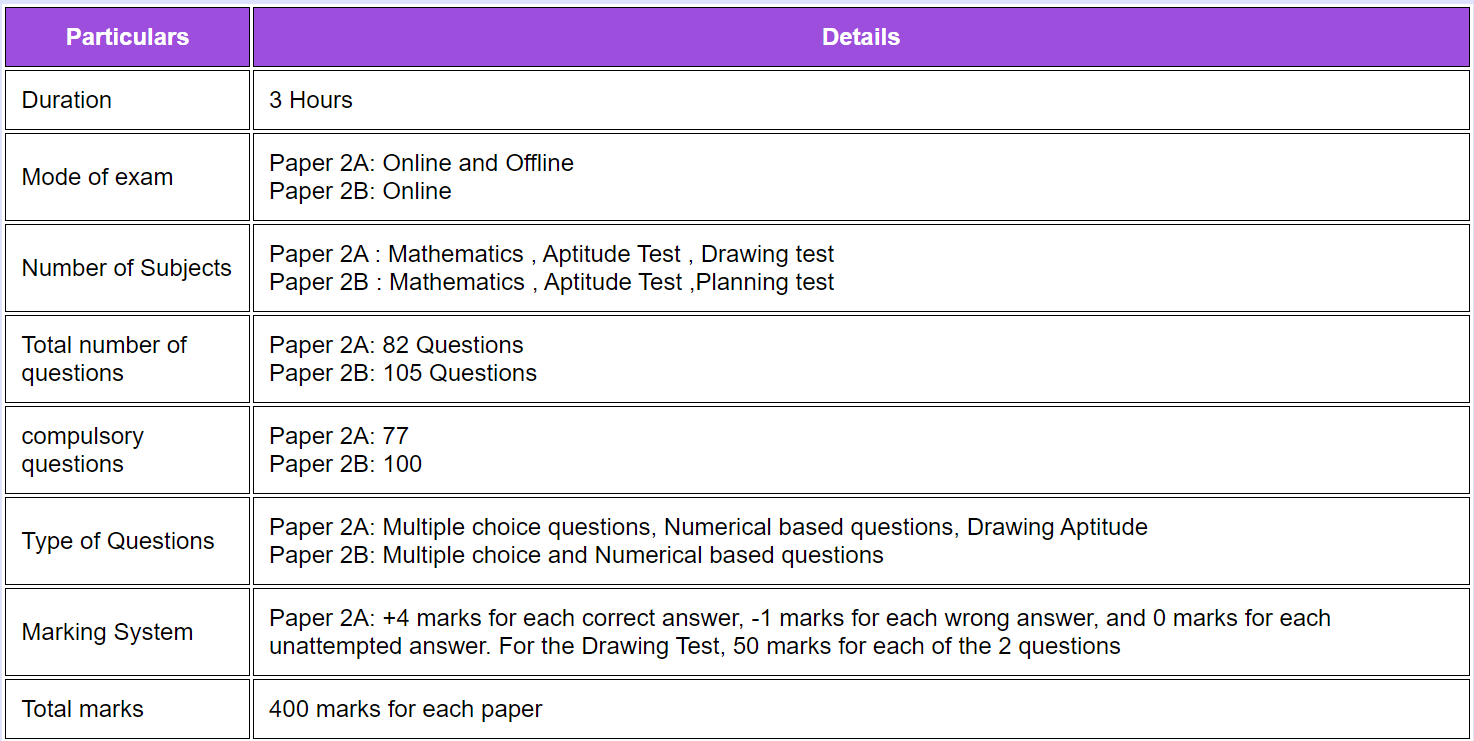 Particulars
Details
Duration
3 Hours
Mode of exam
Paper 2A: Online and Offline
Paper 2B: Online
Number of Subjects
Paper 2A : Mathematics , Aptitude Test , Drawing test
Paper 2B : Mathematics , Aptitude Test ,Planning test
Total number of
questions
Paper 2A: 82 Questions
Paper 2B: 105 Questions
compulsory
questions
Paper 2A: 77
Paper 2B: 100
Type of Questions
Paper 2A: Multiple choice questions, Numerical based questions, Drawing Aptitude
Paper 2B: Multiple choice and Numerical based questions
Marking System
Paper 2A: +4 marks for each correct answer, -1 marks for each wrong answer, and 0 marks for each
unattempted answer. For the Drawing Test, 50 marks for each of the 2 questions
Total marks
400 marks for each paper